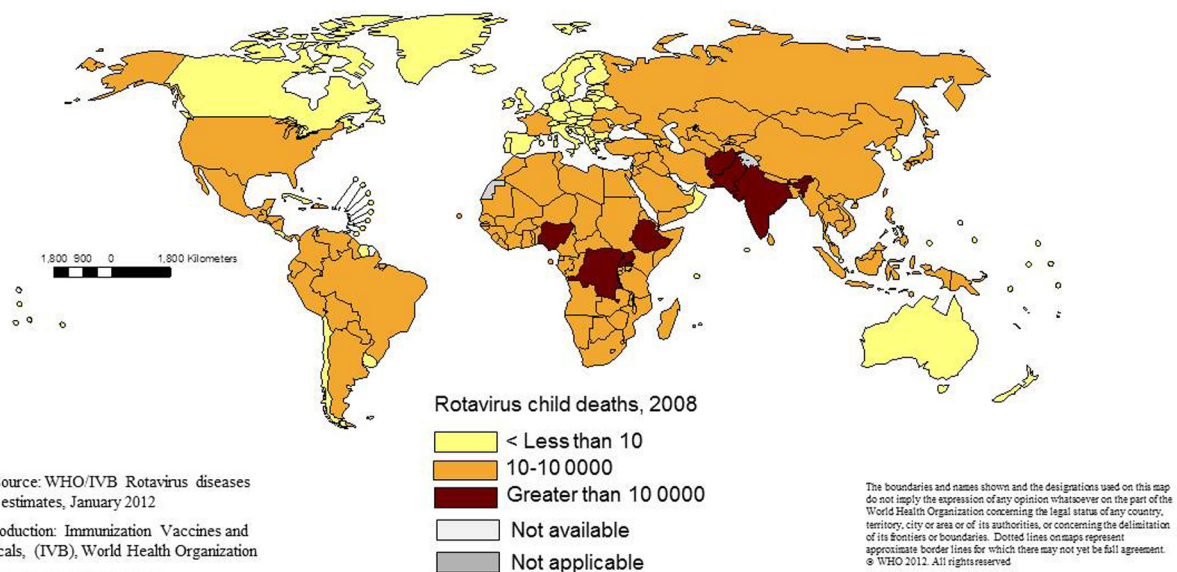 1,800 900 0 1,800 Kilometers
Rotavirus child deaths, 2008
< Less than 10
10-10 0000
Greater than 10 0000
Not available
Not applicable
ource: WHO/IVB Rotavirus diseases
estimates, January 2012
oduction: Immunization Vaccines and
cals, (IVB), World Health Organization
The boundaries and names shown and the designations used on this map
do not imply the expression of any opinion whatsoever on the part of the
World Health Organization concerning the legal status of any country,
territory, city or area or of its authorities, or concerning the delimitation
of its frontiers or boundaries. Dotted lines on maps represent
approximate border lines for which there may not yet be full agreement.
© WHO 2012. All rights reserved